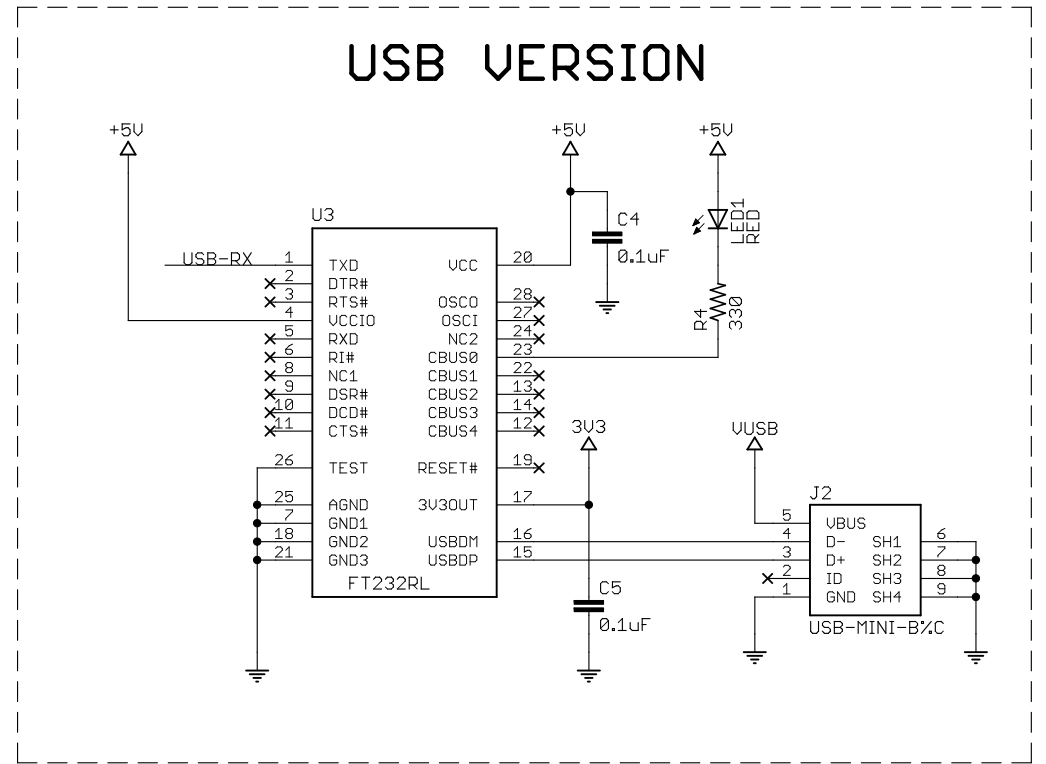 USB VERSION
+5V
+5V
+5V
U3
C4
0.1uF
LED1
RED
USB-RX
1
TXD
VCC
20
2
DTR#
3
RTS#
OSCO
28
4
VCCIO
OSCI
27
5
RXD
NC2
24
6
RI#
CBUS0
23
8
NC1
CBUS1
22
9
DSR#
CBUS2
13
10
DCD#
CBUS3
14
11
CTS#
CBUS4
12
R4
330
26
TEST
RESET#
19
3V3
VUSB
25
AGND
3V3OUT
17
7
GND1
18
GND2
USBDM
16
21
GND3
USBDP
15
FT232RL
C5
0.1uF
J2
5
VBUS
4
D-
SH1
6
3
D+
SH2
7
2
ID
SH3
8
1
GND
SH4
9
USB-MINI-B%C